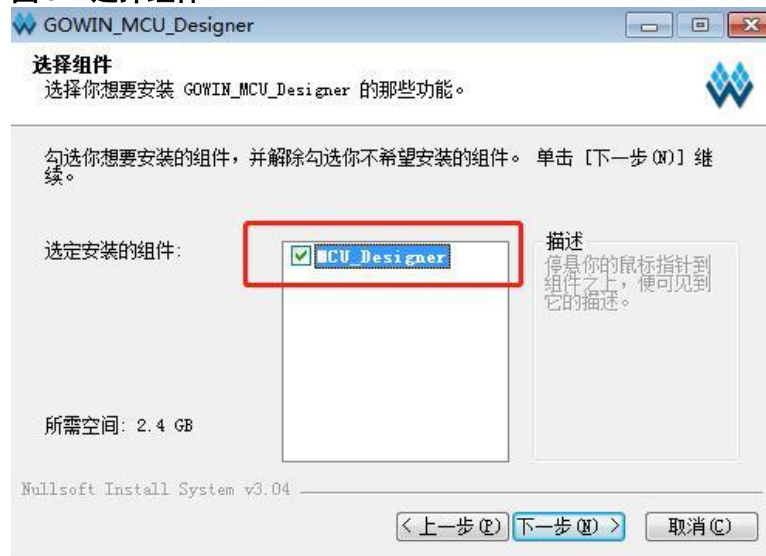 GOWIN_MCU_Designer
选择组件
选择你想要安装 GOWIN_MCU_Designer 的那些功能。
勾选你想要安装的组件，并解除勾选你不希望安装的组件。 单击 [下一步(N)] 继
续。
选定安装的组件:
MCU_Designer
描述
停悬你的鼠标指针到
组件之上，便可见到
它的描述。
所需空间: 2.4 GB
Nullsoft Install System v3.04
< 上一步(P) 下一步(N) > 取消(C)